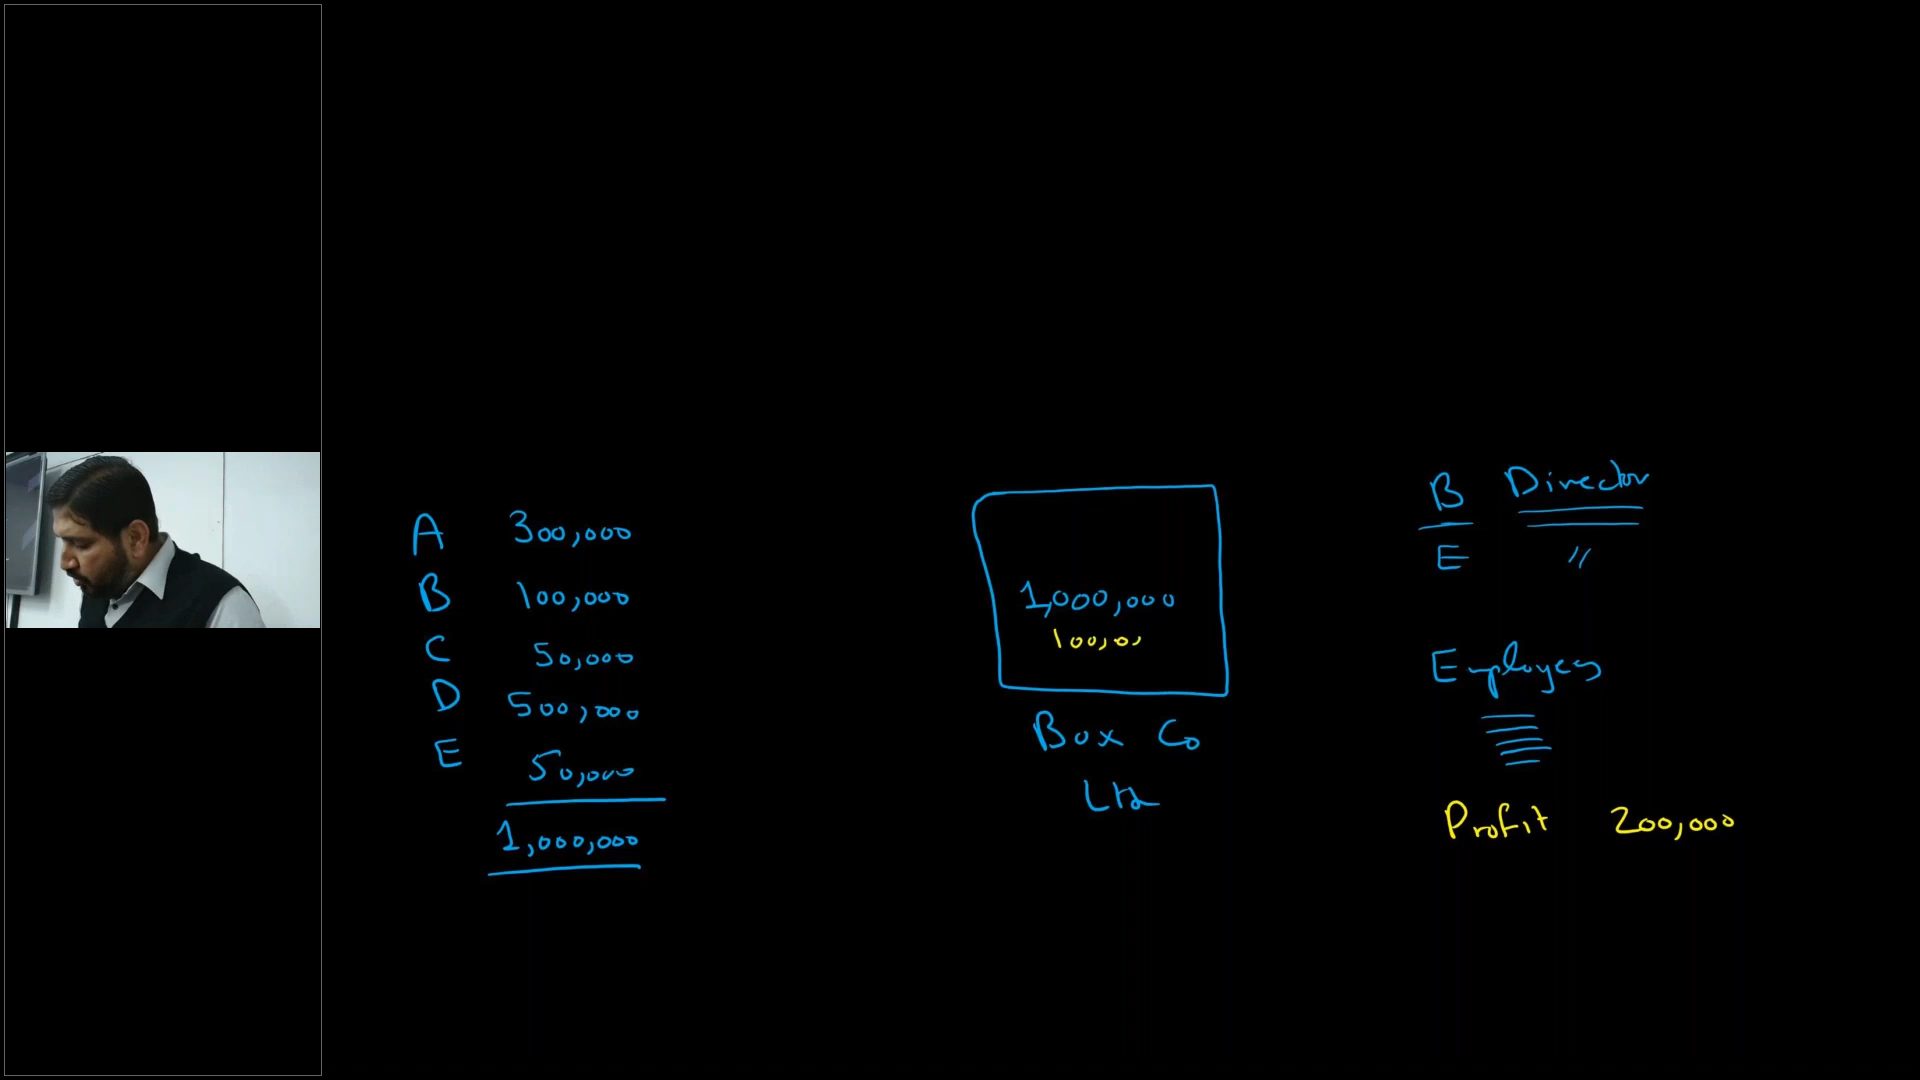 A 300,000
B 100,000
C 50,000
D 500,000
E 50,000
1,000,000
1,000,000
100,0,
Box Co
Ltd
B Director
E "
Employees
Profit 200,000